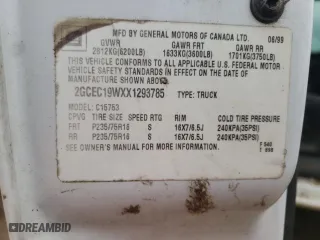 MFD BY GENERAL MOTORS OF CANADA LTD. 06/99
GVWR GAWR FRT GAWR RR
2812KG(6200LB) 1633KG(3600LB) 1701KG(3750LB)
THIS VEHICLE CONFORMS TO ALL APPLICABLE U.S. FEDERAL MOTOR
VEHICLE SAFETY STANDARDS IN EFFECT ON THE DATE OF
MANUFACTURE SHOWN ABOVE.
2GCEC19WXX1293785 TYPE: TRUCK
MODEL: C15753
TIRE SIZE SPEED RTG RIM COLD TIRE PRESSURE
FRT P235/75R16 S 16X7/6.5J 240KPA(35PSI)
RR P235/75R16 S 16X7/6.5J 240KPA(35PSI)
SEE OWNER'S MANUAL FOR MORE INFORMATION
DREAMBID